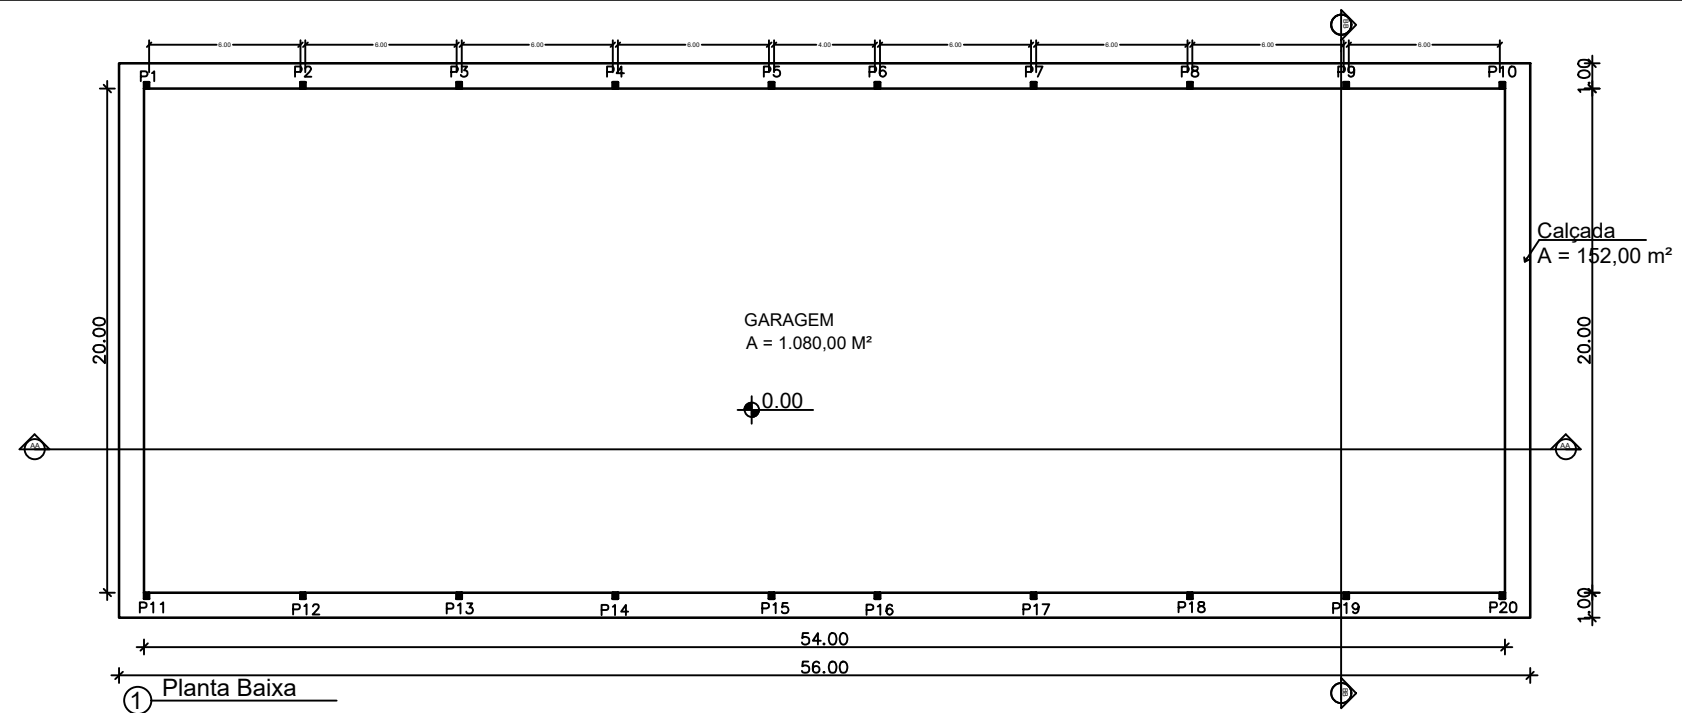 6.00 6.00 6.00 6.00 4.00 6.00 6.00 6.00 6.00
P1 P2 P3 P4 P5 P6 P7 P8 P9 P10
1.00
Calçada
A = 152,00 m²
GARAGEM
A = 1.080,00 M²
20.00
20.00
0.00
AA
AA
P11 P12 P13 P14 P15 P16 P17 P18 P19 P20
1.00
54.00
56.00
1 Planta Baixa